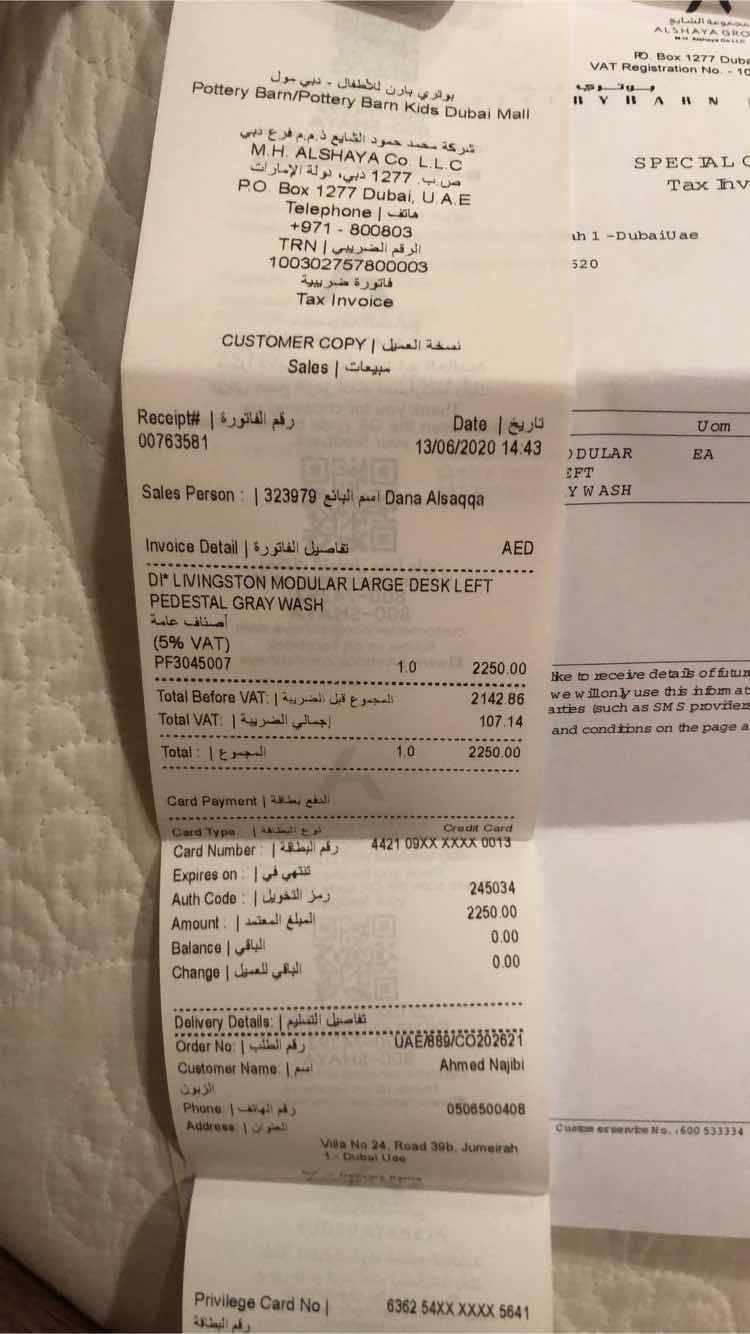 بوتري بارن للأطفال - دبي مول
Pottery Barn/Pottery Barn Kids Dubai Mall
شركة محمد حمود الشايع ذ.م.م فرع دبي
M.H. ALSHAYA Co. L.L.C
ص.ب. 1277 دبي، دولة الإمارات
P.O. Box 1277 Dubai, U.A.E
Telephone | هاتف
+971 - 800803
TRN | الرقم الضريبي
100302757800003
فاتورة ضريبية
Tax Invoice
CUSTOMER COPY | نسخة العميل
Sales | مبيعات
Receipt# | رقم الفاتورة Date | تاريخ
00763581 13/06/2020 14:43
Sales Person : | 323979 اسم البائع Dana Alsaqqa
Invoice Detail | تفاصيل الفاتورة AED
DI* LIVINGSTON MODULAR LARGE DESK LEFT
PEDESTAL GRAY WASH
أصناف عامة
(5% VAT)
PF3045007 1.0 2250.00
Total Before VAT: | المجموع قبل الضريبة 2142.86
Total VAT: | إجمالي الضريبة 107.14
Total : | المجموع 1.0 2250.00
Card Payment | الدفع بطاقة
Card Type : | نوع البطاقة Credit Card
Card Number : | رقم البطاقة 4421 09XX XXXX 0013
Expires on : | تنتهي في
Auth Code : | رمز التخويل 245034
Amount : | المبلغ المعتمد 2250.00
Balance | الباقي 0.00
Change | الباقي للعميل 0.00
Delivery Details: | تفاصيل التسليم
Order No: | رقم الطلب UAE/889/CO202621
Customer Name: | اسم Ahmed Najibi
الزبون
Phone | رقم الهاتف 0506500408
Address | العنوان
Villa No 24, Road 39b, Jumeirah
1 - Dubai Uae
Privilege Card No | 6362 54XX XXXX 5641
رقم البطاقة
مجموعة الشايع
ALSHAYA GRO
M.H. Alshaya Co LLC
P.O. Box 1277 Duba
VAT Registration No. - 10
بوتري
R Y B A R N
SPECIAL O
Tax Inv
ah 1 -DubaiUae
520
Uom
ODULAR EA
EFT
Y WASH
like to receive details of futur
we will only use this informat
arties (such as SMS providers
and conditions on the page a
Customerservice No. :600 533334